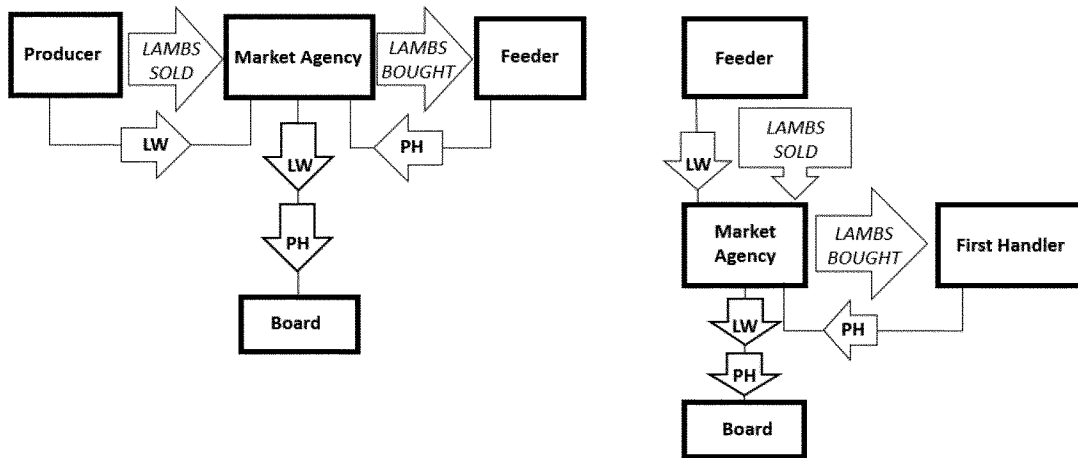 Producer
LAMBS
SOLD
Market Agency
LAMBS
BOUGHT
Feeder
LW
LW
PH
PH
Board
Feeder
LW
LAMBS
SOLD
Market
Agency
LAMBS
BOUGHT
First Handler
LW
PH
PH
Board